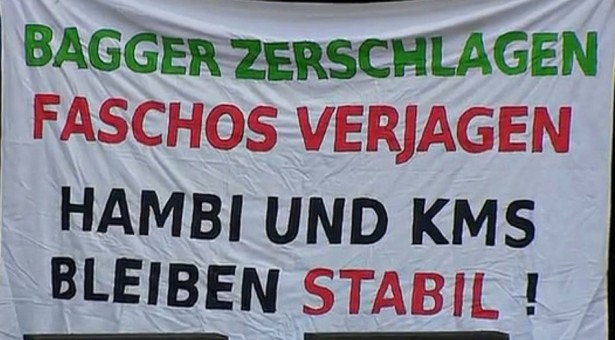 BAGGER ZERSCHLAGEN
FASCHOS VERJAGEN
HAMBI UND KMS
BLEIBEN STABIL !